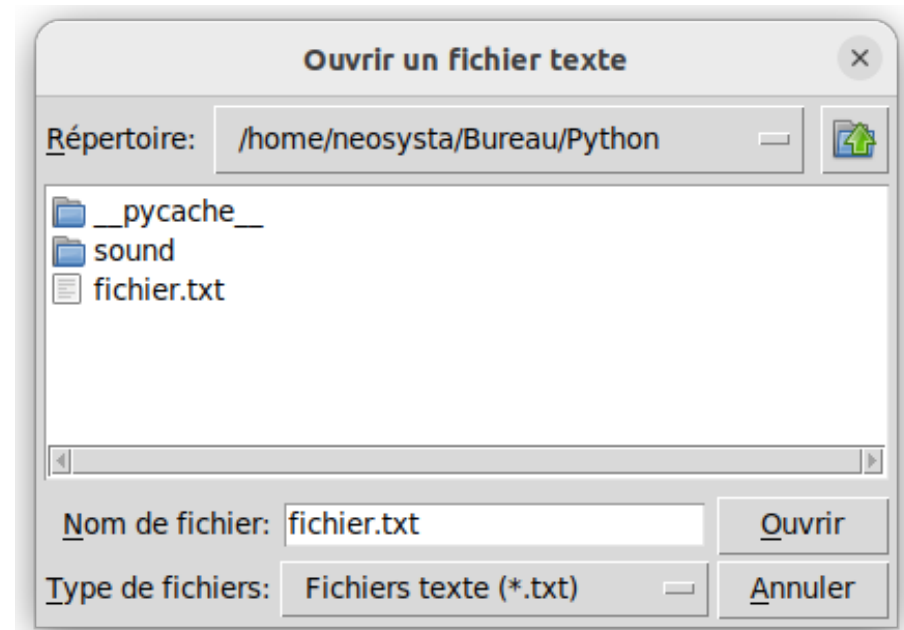 Ouvrir un fichier texte
Répertoire: /home/neosysta/Bureau/Python
__pycache__
sound
fichier.txt
Nom de fichier: fichier.txt Ouvrir
Type de fichiers: Fichiers texte (*.txt) Annuler